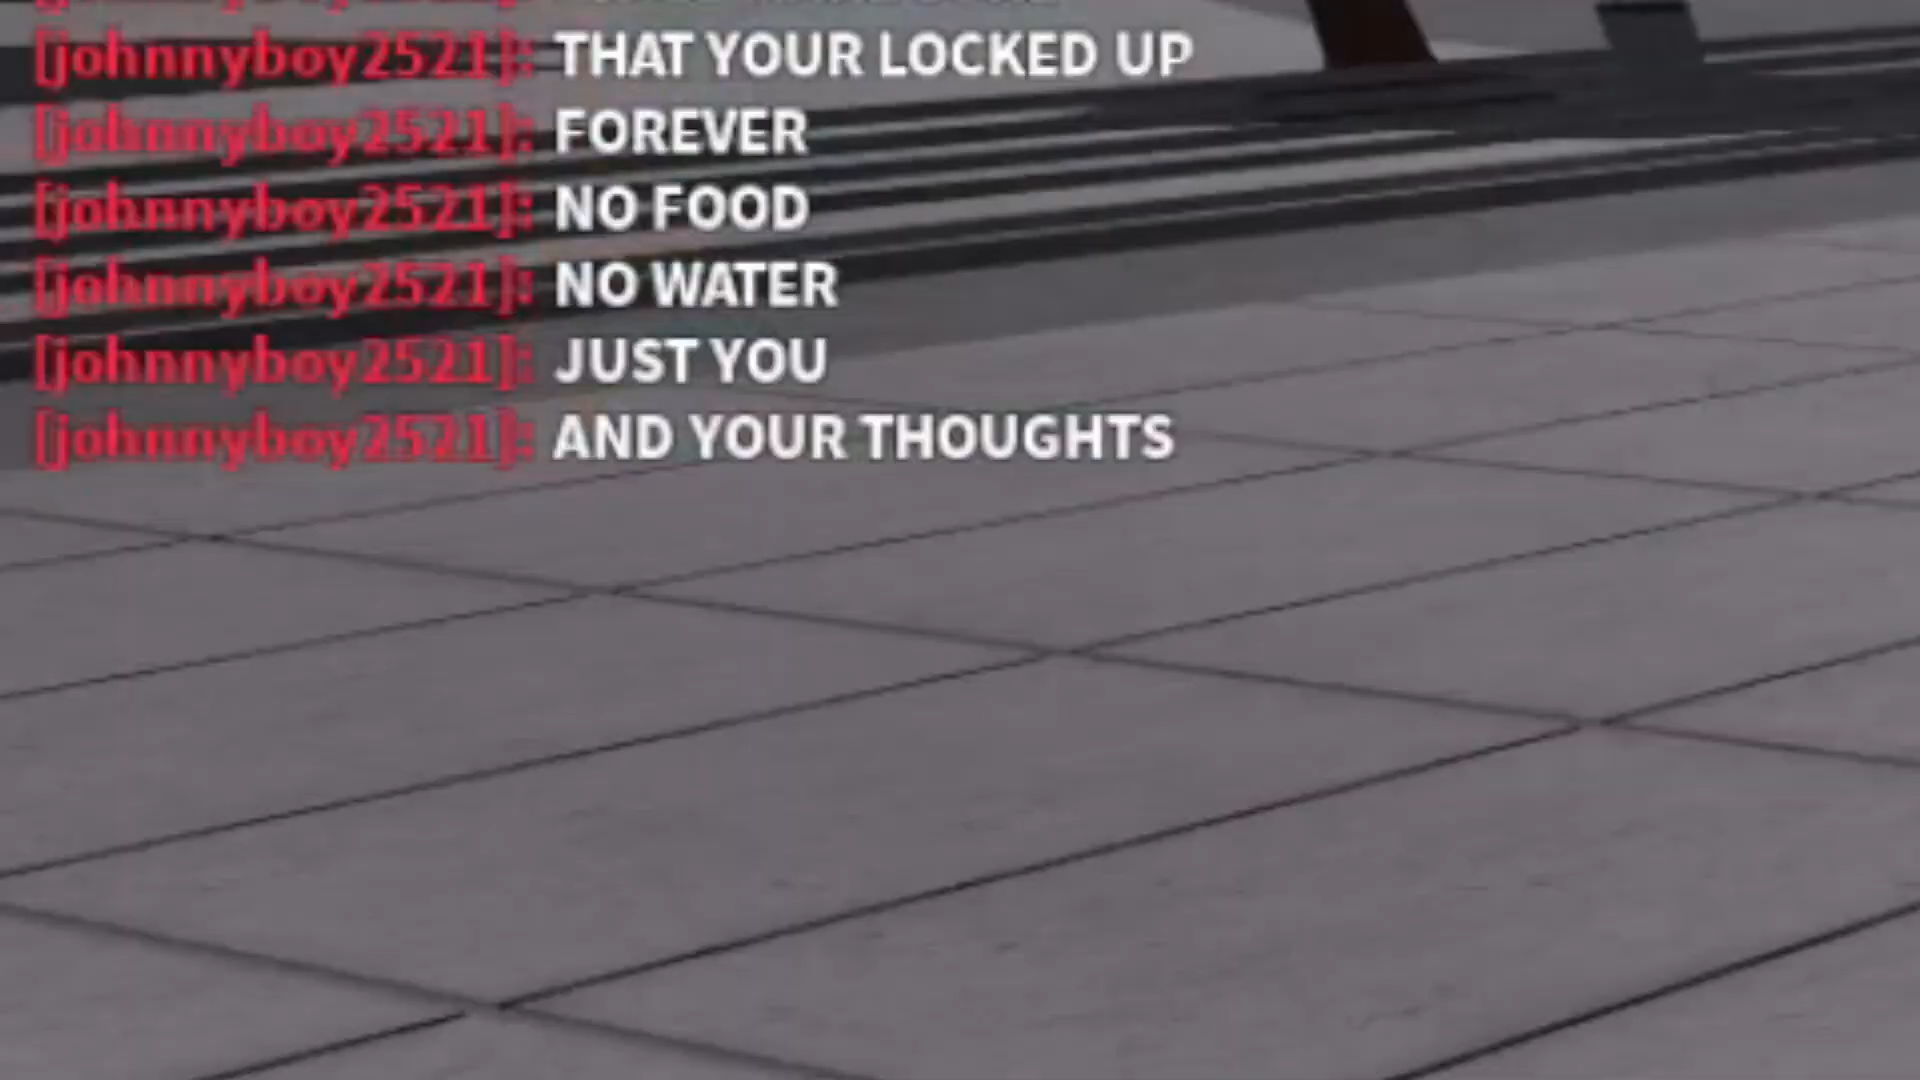 [johnnyboy2521]: THAT YOUR LOCKED UP
[johnnyboy2521]: FOREVER
[johnnyboy2521]: NO FOOD
[johnnyboy2521]: NO WATER
[johnnyboy2521]: JUST YOU
[johnnyboy2521]: AND YOUR THOUGHTS